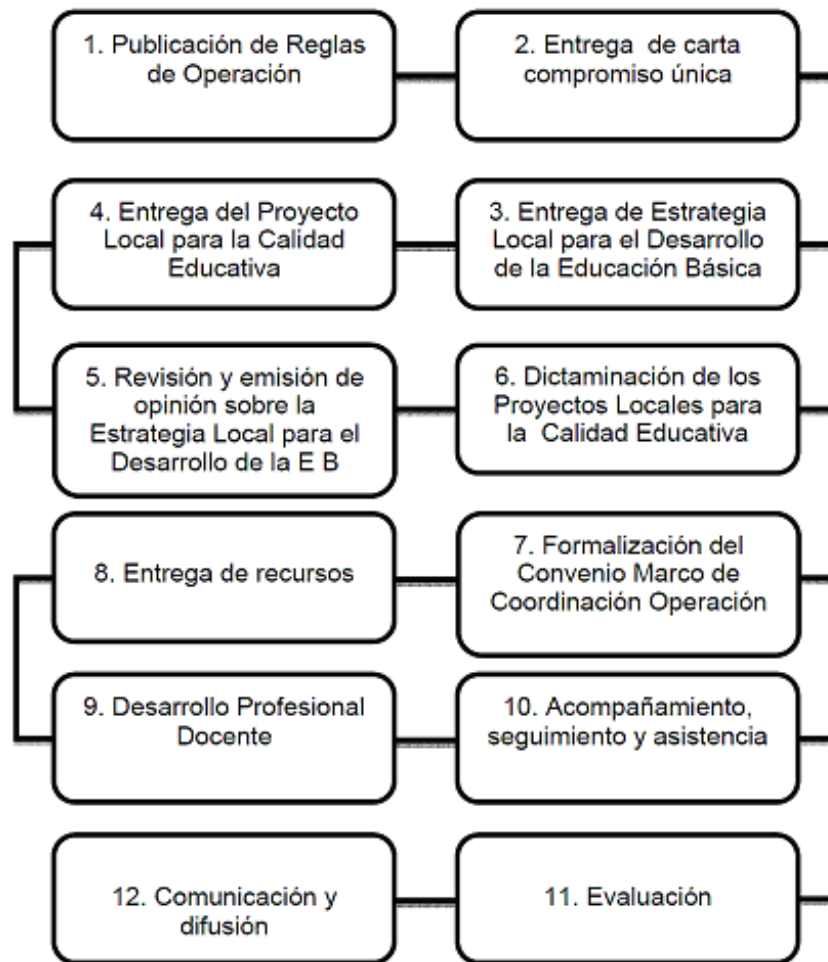 1. Publicación de Reglas
de Operación
2. Entrega de carta
compromiso única
4. Entrega del Proyecto
Local para la Calidad
Educativa
3. Entrega de Estrategia
Local para el Desarrollo
de la Educación Básica
5. Revisión y emisión de
opinión sobre la
Estrategia Local para el
Desarrollo de la E B
6. Dictaminación de los
Proyectos Locales para
la Calidad Educativa
8. Entrega de recursos
7. Formalización del
Convenio Marco de
Coordinación Operación
9. Desarrollo Profesional
Docente
10. Acompañamiento,
seguimiento y asistencia
12. Comunicación y
difusión
11. Evaluación